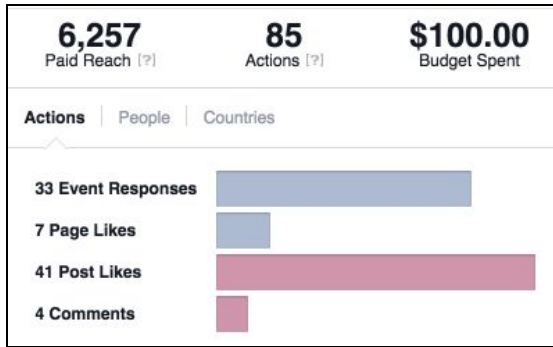 6,257 85 $100.00
Paid Reach [?] Actions [?] Budget Spent
Actions People Countries
33 Event Responses
7 Page Likes
41 Post Likes
4 Comments